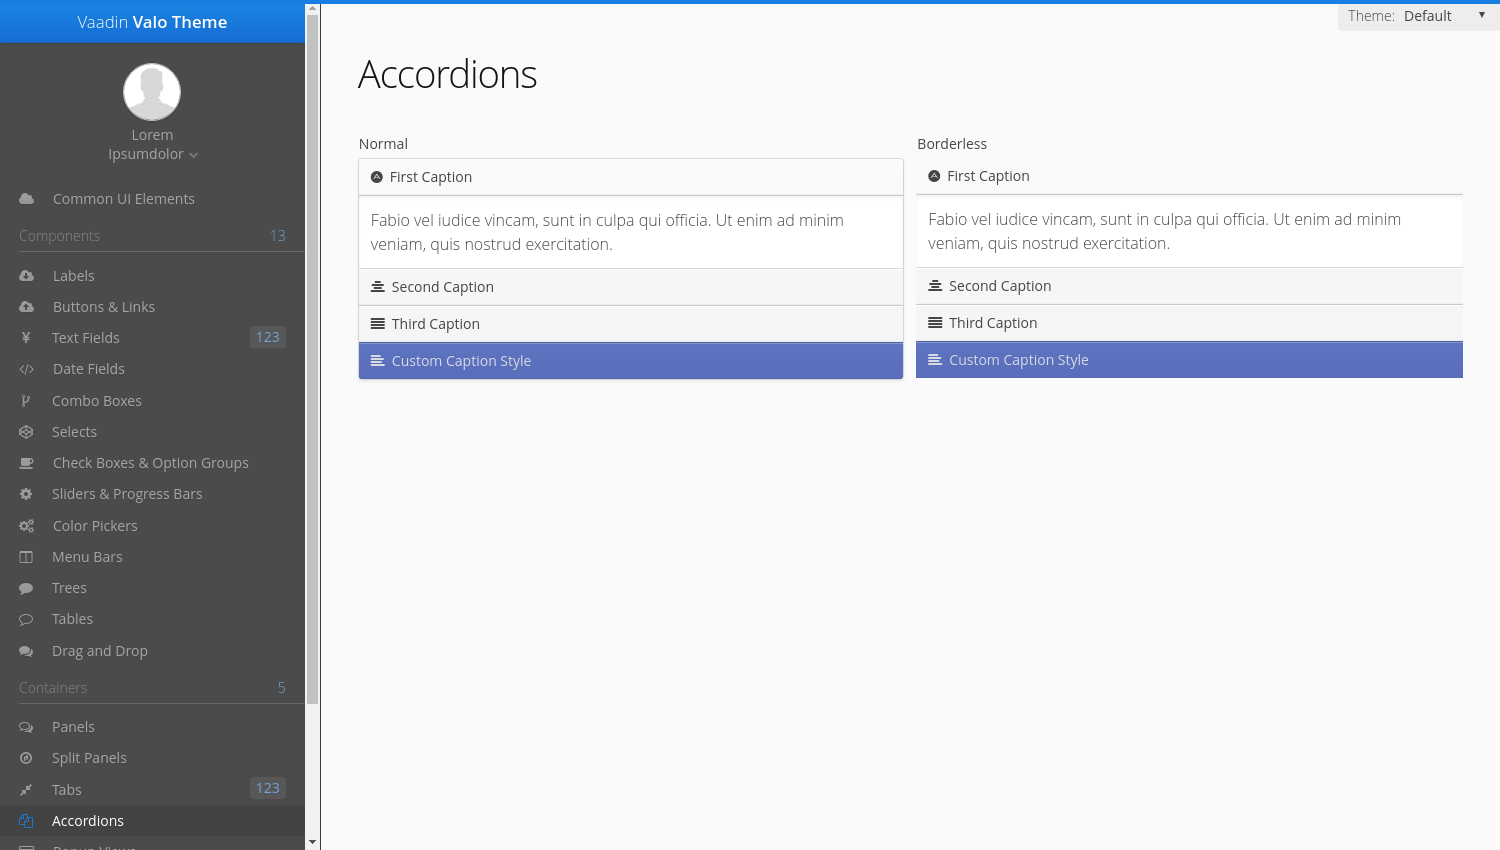 Vaadin Valo Theme
Lorem
Ipsumdolor
Common UI Elements
Components 13
Labels
Buttons & Links
Text Fields 123
Date Fields
Combo Boxes
Selects
Check Boxes & Option Groups
Sliders & Progress Bars
Color Pickers
Menu Bars
Trees
Tables
Drag and Drop
Containers 5
Panels
Split Panels
Tabs 123
Accordions
Theme: Default
Accordions
Normal
First Caption
Fabio vel iudice vincam, sunt in culpa qui officia. Ut enim ad minim
veniam, quis nostrud exercitation.
Second Caption
Third Caption
Custom Caption Style
Borderless
First Caption
Fabio vel iudice vincam, sunt in culpa qui officia. Ut enim ad minim
veniam, quis nostrud exercitation.
Second Caption
Third Caption
Custom Caption Style